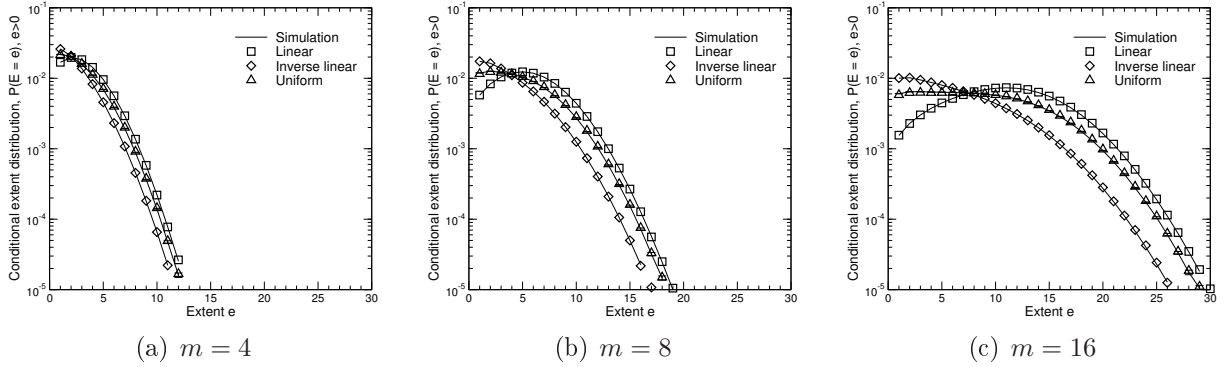 Conditional extent distribution, P(E = e), e>0
10⁰
10⁻¹
10⁻²
10⁻³
10⁻⁴
10⁻⁵
Simulation
Linear
Inverse linear
Uniform
0 5 10 15 20 25 30
Extent e
(a) m = 4
Conditional extent distribution, P(E = e), e>0
10⁰
10⁻¹
10⁻²
10⁻³
10⁻⁴
10⁻⁵
Simulation
Linear
Inverse linear
Uniform
0 5 10 15 20 25 30
Extent e
(b) m = 8
Conditional extent distribution, P(E = e), e>0
10⁰
10⁻¹
10⁻²
10⁻³
10⁻⁴
10⁻⁵
Simulation
Linear
Inverse linear
Uniform
0 5 10 15 20 25 30
Extent e
(c) m = 16